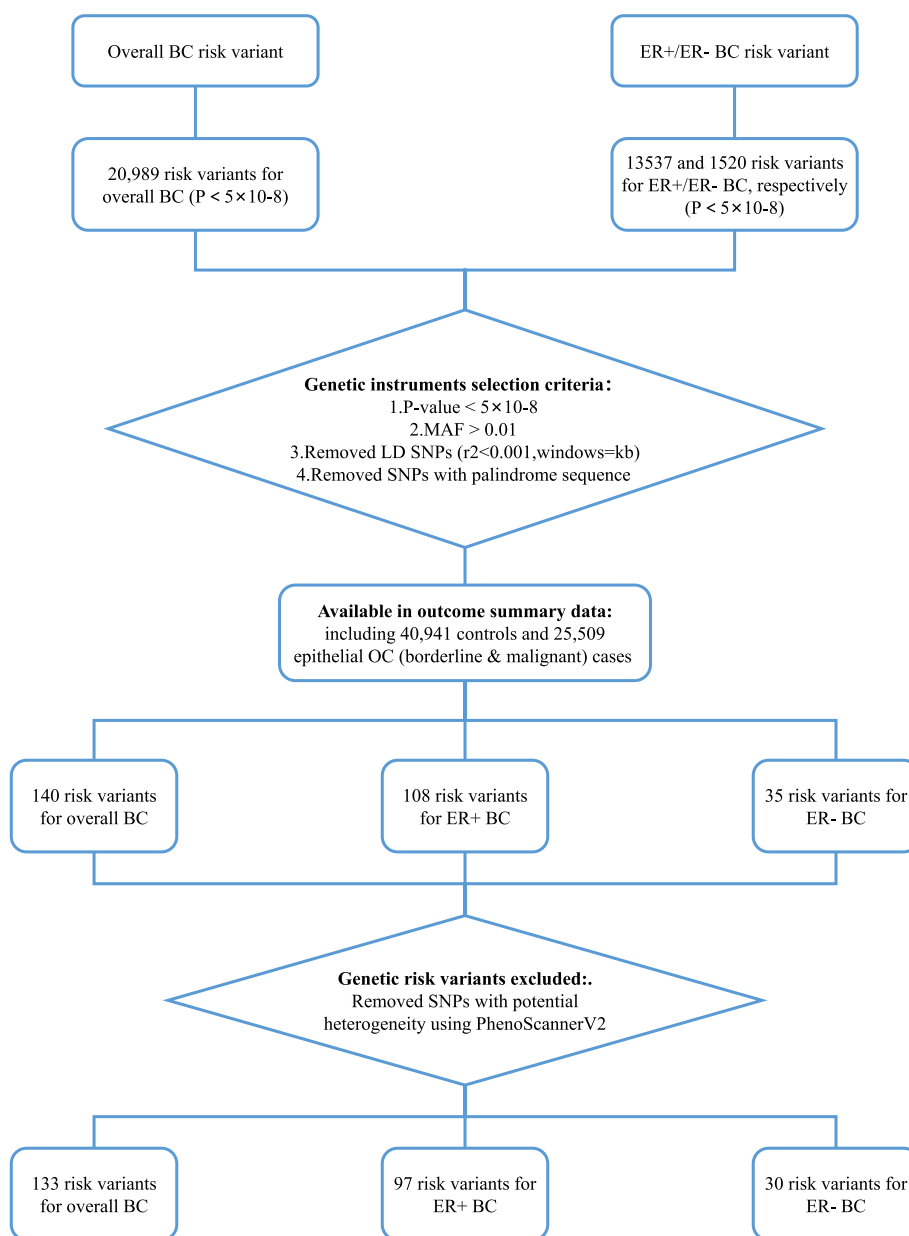 Overall BC risk variant
ER+/ER- BC risk variant
20,989 risk variants for
overall BC (P < 5×10-8)
13537 and 1520 risk variants
for ER+/ER- BC, respectively
(P < 5×10-8)
Genetic instruments selection criteria:
1.P-value < 5×10-8
2.MAF > 0.01
3.Removed LD SNPs (r2<0.001,windows=kb)
4.Removed SNPs with palindrome sequence
Available in outcome summary data:
including 40,941 controls and 25,509
epithelial OC (borderline & malignant) cases
140 risk variants
for overall BC
108 risk variants
for ER+ BC
35 risk variants for
ER- BC
Genetic risk variants excluded:.
Removed SNPs with potential
heterogeneity using PhenoScannerV2
133 risk variants
for overall BC
97 risk variants for
ER+ BC
30 risk variants for
ER- BC